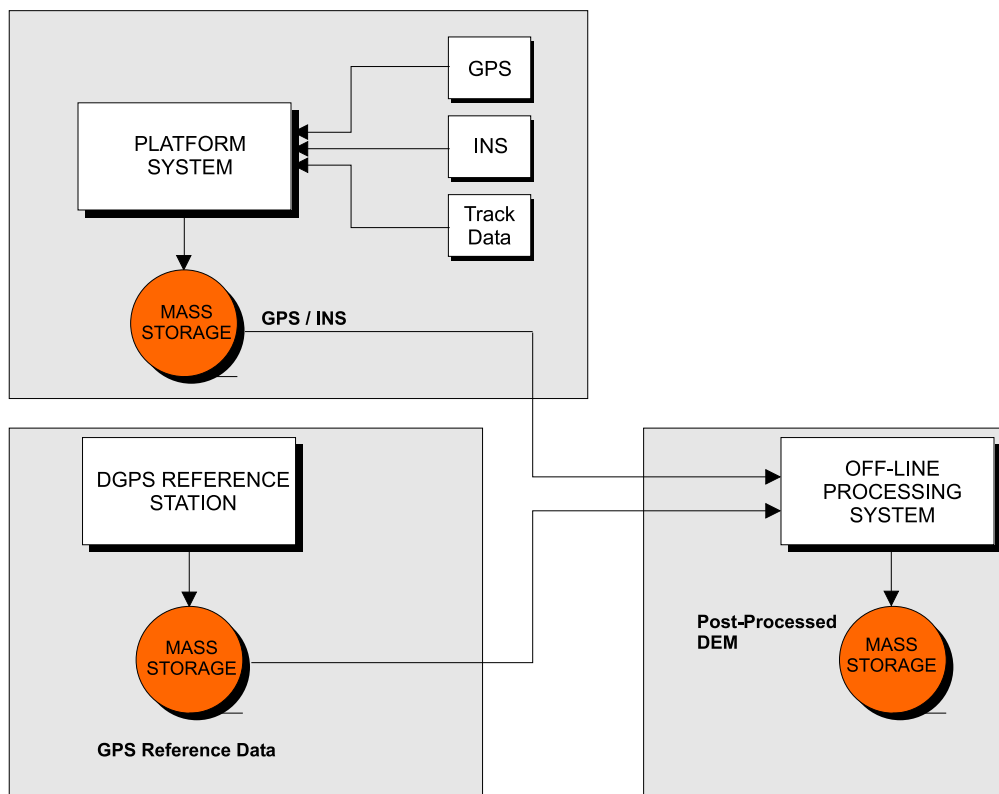 GPS
PLATFORM
SYSTEM
INS
Track
Data
MASS
STORAGE
GPS / INS
DGPS REFERENCE
STATION
MASS
STORAGE
GPS Reference Data
OFF-LINE
PROCESSING
SYSTEM
Post-Processed
DEM
MASS
STORAGE